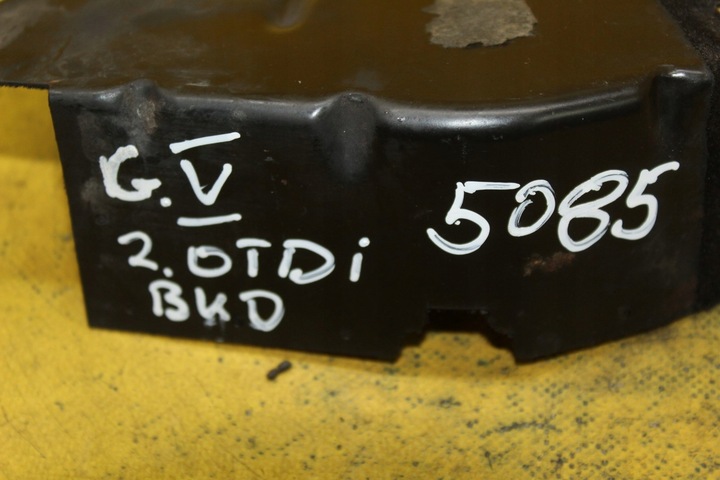 G. V
2.0TDi
BKD
5085